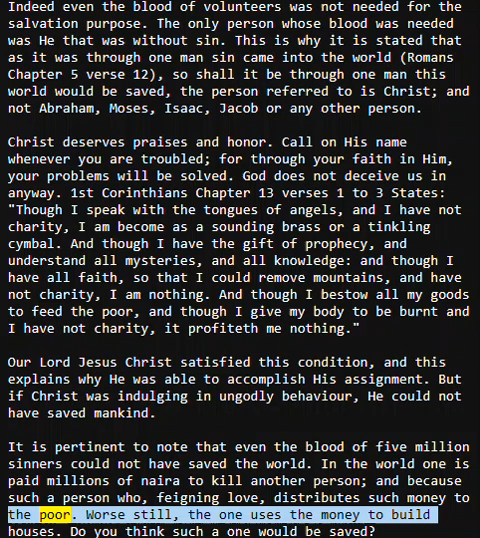 Indeed even the blood of volunteers was not needed for the
salvation purpose. The only person whose blood was needed
was He that was without sin. This is why it is stated that
as it was through one man sin came into the world (Romans
Chapter 5 verse 12), so shall it be through one man this
world would be saved, the person referred to is Christ; and
not Abraham, Moses, Isaac, Jacob or any other person.

Christ deserves praises and honor. Call on His name
whenever you are troubled; for through your faith in Him,
your problems will be solved. God does not deceive us in
anyway. 1st Corinthians Chapter 13 verses 1 to 3 States:
"Though I speak with the tongues of angels, and I have not
charity, I am become as a sounding brass or a tinkling
cymbal. And though I have the gift of prophecy, and
understand all mysteries, and all knowledge: and though I
have all faith, so that I could remove mountains, and have
not charity, I am nothing. And though I bestow all my goods
to feed the poor, and though I give my body to be burnt and
I have not charity, it profiteth me nothing."

Our Lord Jesus Christ satisfied this condition, and this
explains why He was able to accomplish His assignment. But
if Christ was indulging in ungodly behaviour, He could not
have saved mankind.

It is pertinent to note that even the blood of five million
sinners could not have saved the world. In the world one is
paid millions of naira to kill another person; and because
such a person who, feigning love, distributes such money to
the poor. Worse still, the one uses the money to build
houses. Do you think such a one would be saved?